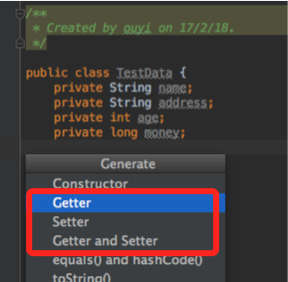 /**
* Created by ouyi on 17/2/18.
*/
public class TestData {
private String name;
private String address;
private int age;
private long money;
Generate
Constructor
Getter
Setter
Getter and Setter
equals() and hashCode()
toString()